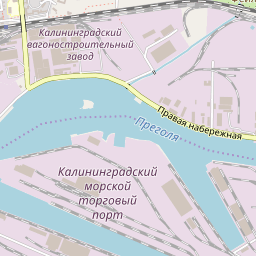 Калининградский
вагоностроительный
завод
Правая набережная
Преголя
Калининградский
морской
торговый
порт